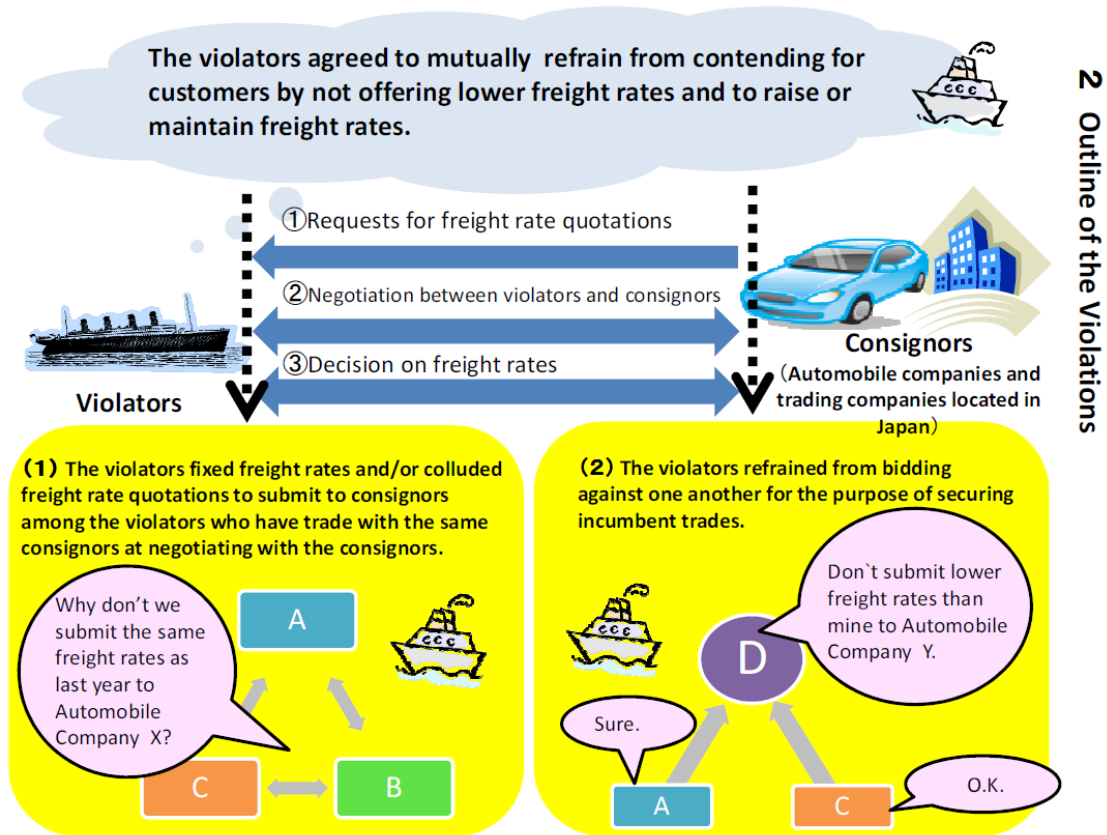 2 Outline of the Violations
The violators agreed to mutually refrain from contending for
customers by not offering lower freight rates and to raise or
maintain freight rates.
①Requests for freight rate quotations
②Negotiation between violators and consignors
③Decision on freight rates
Violators
Consignors
(Automobile companies and
trading companies located in
Japan)
(1) The violators fixed freight rates and/or colluded
freight rate quotations to submit to consignors
among the violators who have trade with the same
consignors at negotiating with the consignors.
Why don't we
submit the same
freight rates as
last year to
Automobile
Company X?
A
C
B
(2) The violators refrained from bidding
against one another for the purpose of securing
incumbent trades.
Don`t submit lower
freight rates than
mine to Automobile
Company Y.
D
Sure.
O.K.
A
C